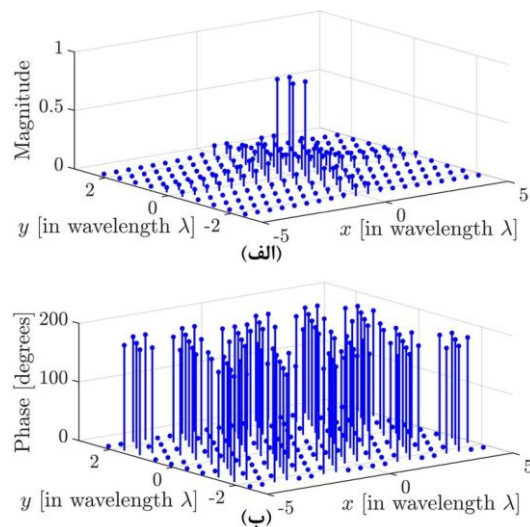 1
0.5
0
Magnitude
2
0
-2
y [in wavelength λ]
-5
0
5
x [in wavelength λ]
(الف)
200
100
0
Phase [degrees]
2
0
-2
y [in wavelength λ]
-5
0
5
x [in wavelength λ]
(ب)